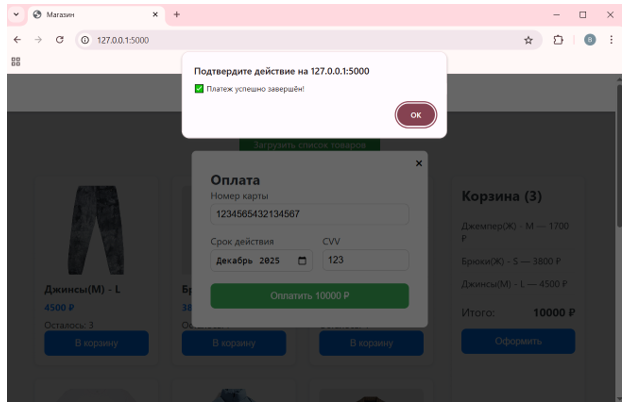 Магазин
127.0.0.1:5000
В
Подтвердите действие на 127.0.0.1:5000
✅ Платеж успешно завершён!
ОК
Загрузить список товаров
×
Оплата
Номер карты
1234565432134567
Срок действия
CVV
Декабрь 2025
123
Оплатить 10000 ₽
Джинсы(М) - L
4500 ₽
Осталось: 3
В корзину
В корзину
В корзину
Корзина (3)
Джемпер(Ж) - М — 1700
₽
Брюки(Ж) - S — 3800 ₽
Джинсы(М) - L — 4500 ₽
Итого:
10000 ₽
Оформить